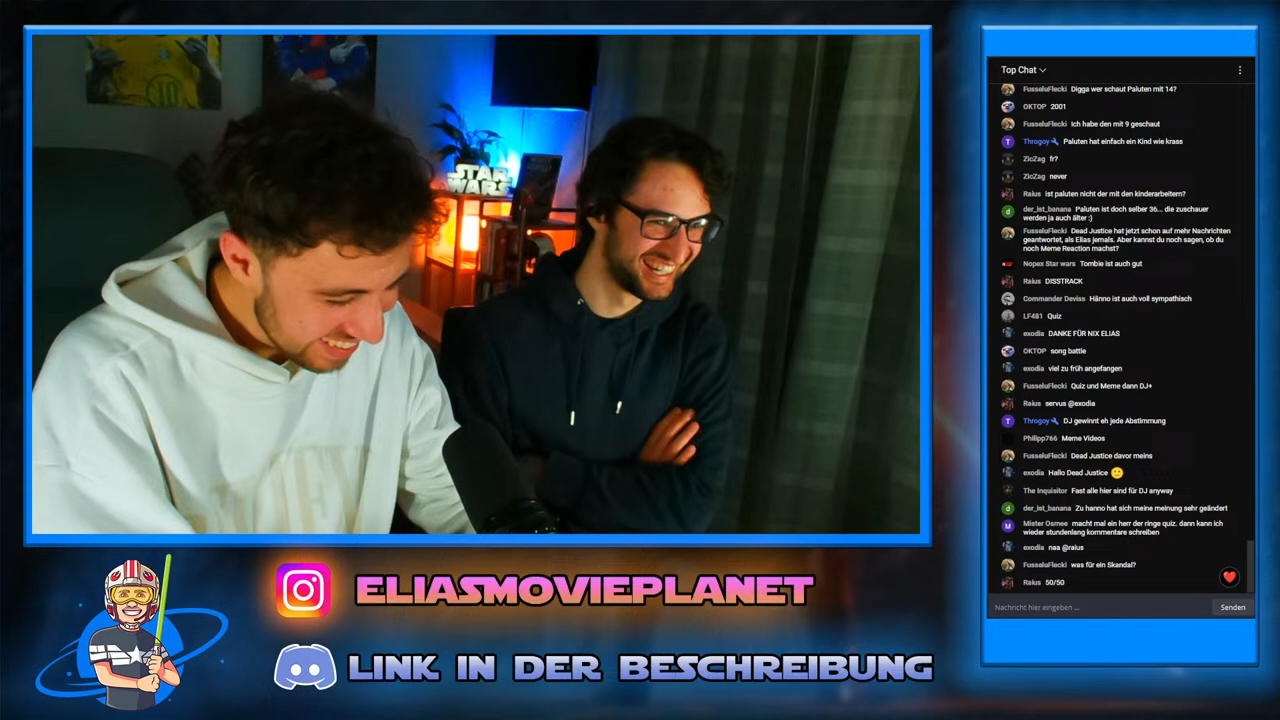 STAR
WARS
Top Chat
FusseluFlecki Digga wer schaut Paluten mit 14?
OKTOP 2001
FusseluFlecki Ich habe den mit 9 geschaut
T Throgoy Paluten hat einfach ein Kind wie krass
ZicZag fr?
ZicZag never
Raius ist paluten nicht der mit den kinderarbeitern?
d der_ist_banana Paluten ist doch selber 36... die zuschauer
werden ja auch älter :)
FusseluFlecki Dead Justice hat jetzt schon auf mehr Nachrichten
geantwortet, als Elias jemals. Aber kannst du noch sagen, ob du
noch Meme Reaction machst?
Nopex Star wars Tombie ist auch gut
Raius DISSTRACK
Commander Deviss Hänno ist auch voll sympathisch
LF481 Quiz
exodia DANKE FÜR NIX ELIAS
OKTOP song battle
exodia viel zu früh angefangen
FusseluFlecki Quiz und Meme dann DJ+
Raius servus @exodia
T Throgoy DJ gewinnt eh jede Abstimmung
Philipp766 Meme Videos
FusseluFlecki Dead Justice davor meins
exodia Hallo Dead Justice 🙂
The Inquisitor Fast alle hier sind für DJ anyway
d der_ist_banana Zu hanno hat sich meine meinung sehr geändert
M Mister Osmee macht mal ein herr der ringe quiz. dann kann ich
wieder stundenlang kommentare schreiben
exodia naa @raius
FusseluFlecki was für ein Skandal?
Raius 50/50
Nachricht hier eingeben ... Senden
ELIASMOVIEPLANET
LINK IN DER BESCHREIBUNG